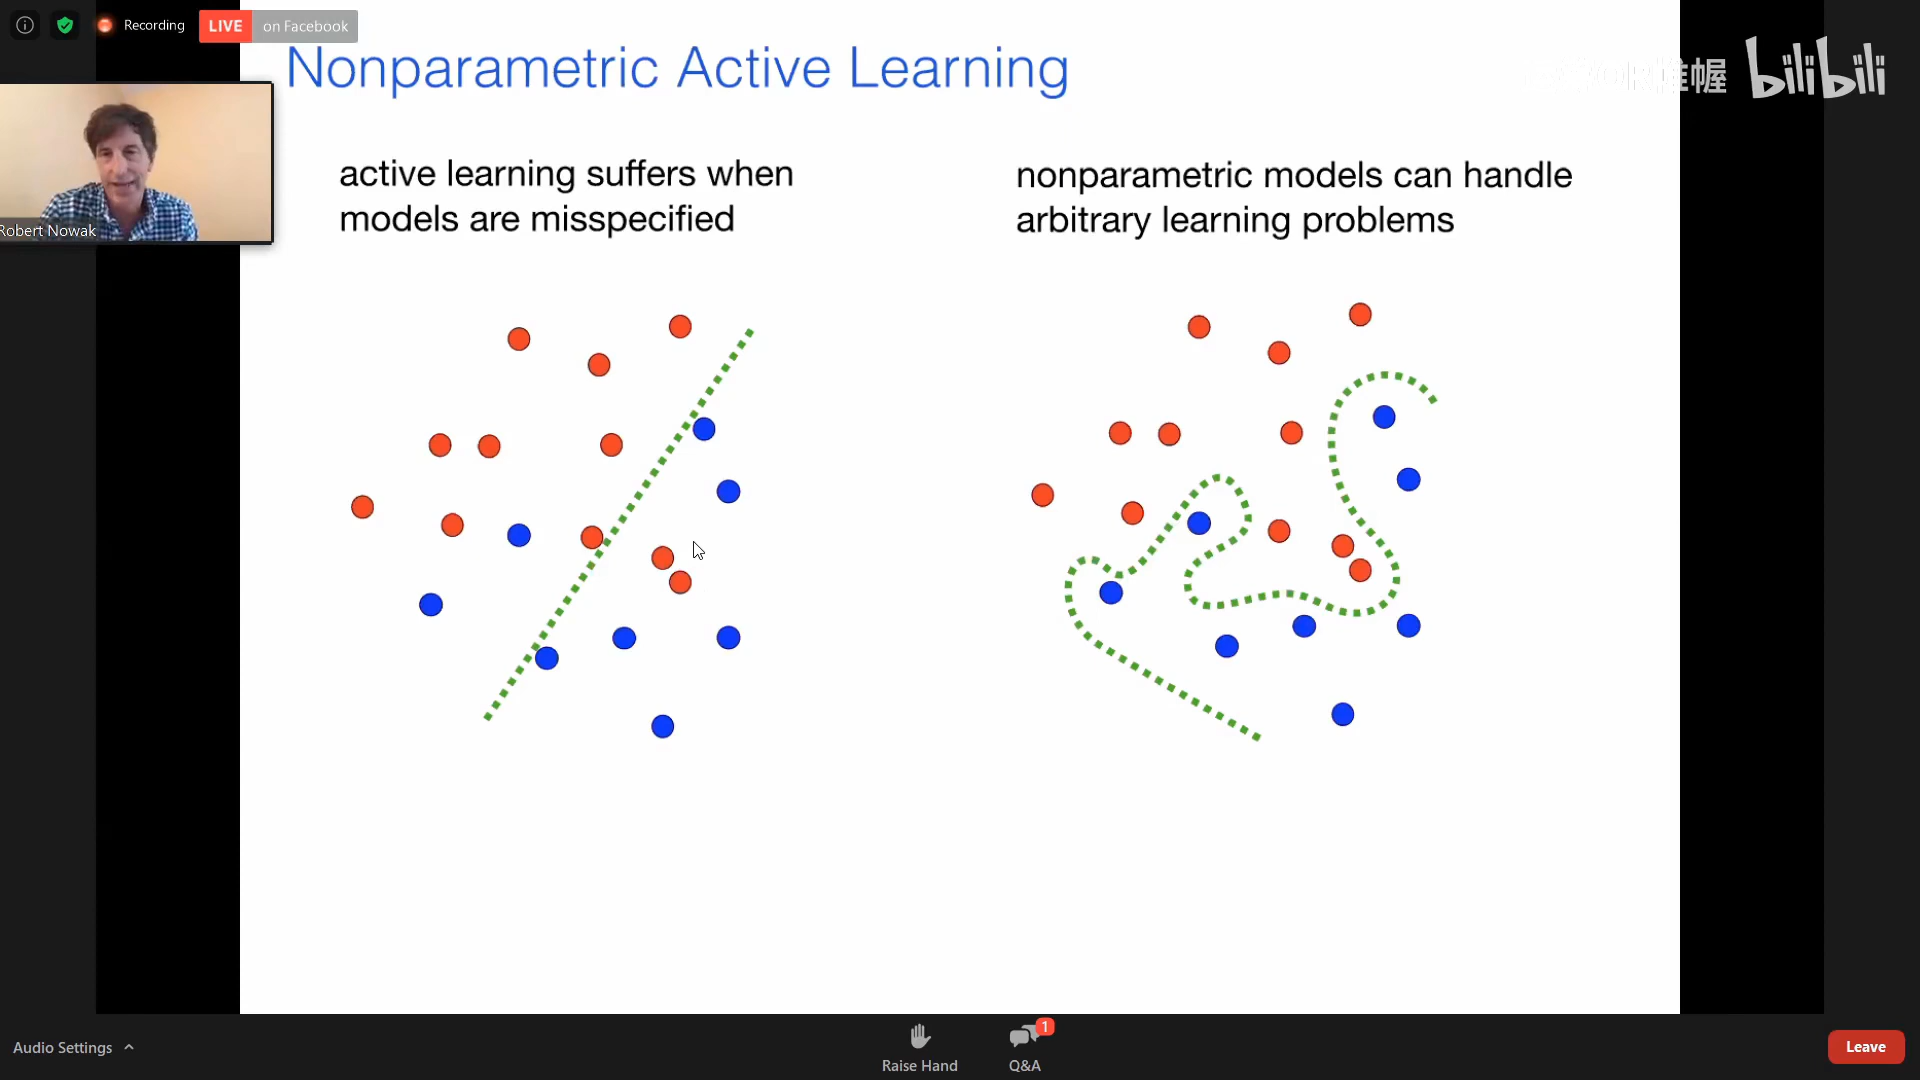 Recording
LIVE on Facebook
Nonparametric Active Learning
bilibili
Robert Nowak
active learning suffers when
models are misspecified
nonparametric models can handle
arbitrary learning problems
Audio Settings
Raise Hand
1
Q&A
Leave